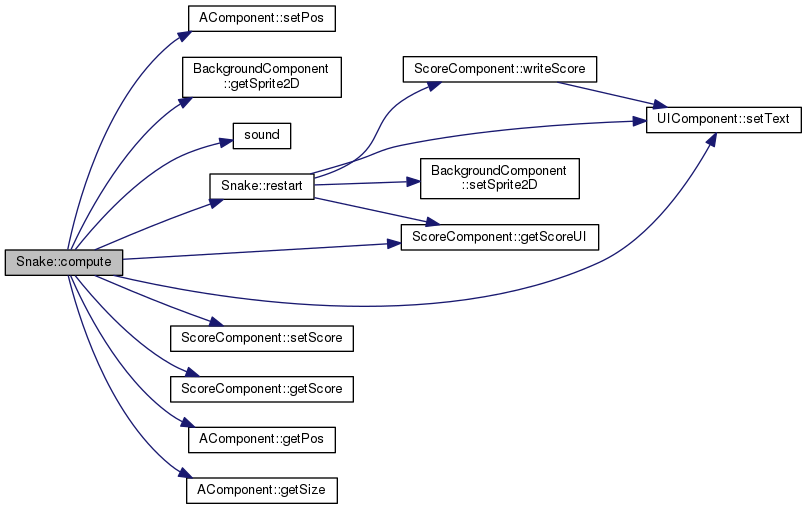 AComponent::setPos
BackgroundComponent
::getSprite2D
ScoreComponent::writeScore
UIComponent::setText
sound
BackgroundComponent
::setSprite2D
Snake::restart
ScoreComponent::getScoreUI
Snake::compute
ScoreComponent::setScore
ScoreComponent::getScore
AComponent::getPos
AComponent::getSize